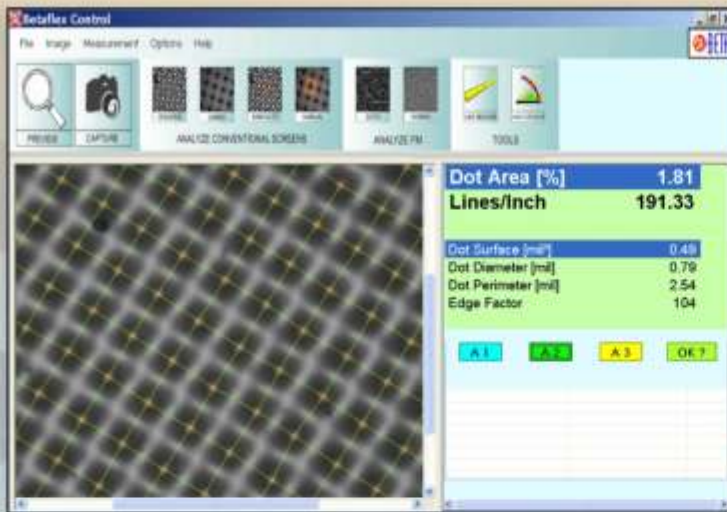 Betaflex Control
File Image Measurement Options Help
BETA
PREVIEW CAPTURE
ANALYZE CONVENTIONAL SCREENS
ANALYZE FM
TOOLS
Dot Area [%] 1.81
Lines/Inch 191.33
Dot Surface [mil²] 0.49
Dot Diameter [mil] 0.79
Dot Perimeter [mil] 2.54
Edge Factor 104
A 1 A 2 A 3 OK ?